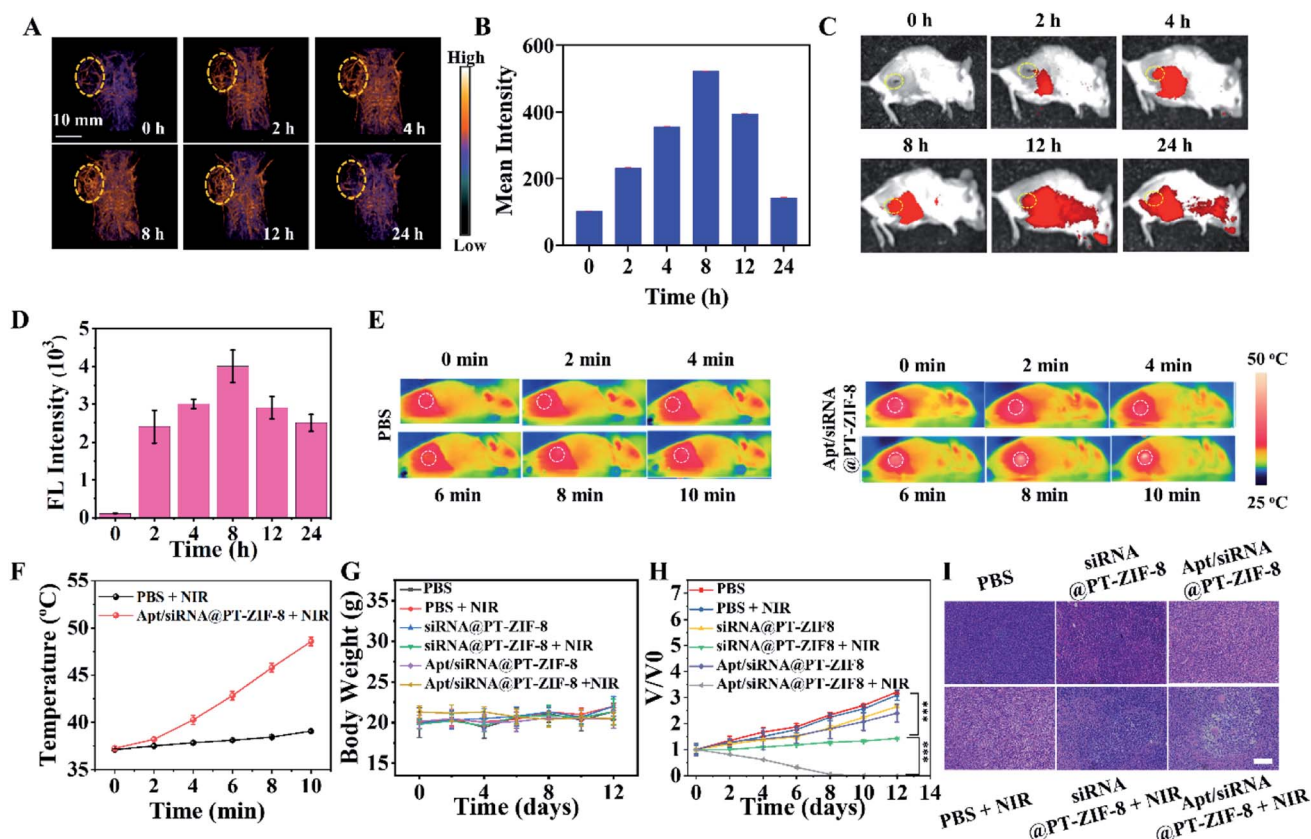 A
10 mm
0 h
2 h
4 h
8 h
12 h
24 h
High
Low
B
Mean Intensity
600
400
200
0
0 2 4 8 12 24
Time (h)
C
0 h 2 h 4 h
8 h 12 h 24 h
D
FL Intensity (10³)
5
4
3
2
1
0
0 2 4 8 12 24
Time (h)
E
PBS
0 min 2 min 4 min
6 min 8 min 10 min
Apt/siRNA
@PT-ZIF-8
0 min 2 min 4 min
6 min 8 min 10 min
50 °C
25 °C
F
Temperature (°C)
55
50
45
40
35
PBS + NIR
Apt/siRNA@PT-ZIF-8 + NIR
0 2 4 6 8 10
Time (min)
G
Body Weight (g)
35
30
25
20
15
10
PBS
PBS + NIR
siRNA@PT-ZIF-8
siRNA@PT-ZIF-8 + NIR
Apt/siRNA@PT-ZIF-8
Apt/siRNA@PT-ZIF-8 +NIR
0 4 8 12
Time (days)
H
V/V0
7
6
5
4
3
2
1
0
PBS
PBS + NIR
siRNA@PT-ZIF8
siRNA@PT-ZIF8 + NIR
Apt/siRNA@PT-ZIF8
Apt/siRNA@PT-ZIF8 + NIR
***
***
0 2 4 6 8 10 12 14
Time (days)
I
PBS
siRNA
@PT-ZIF-8
Apt/siRNA
@PT-ZIF-8
PBS + NIR
siRNA
@PT-ZIF-8 + NIR
Apt/siRNA
@PT-ZIF-8 + NIR